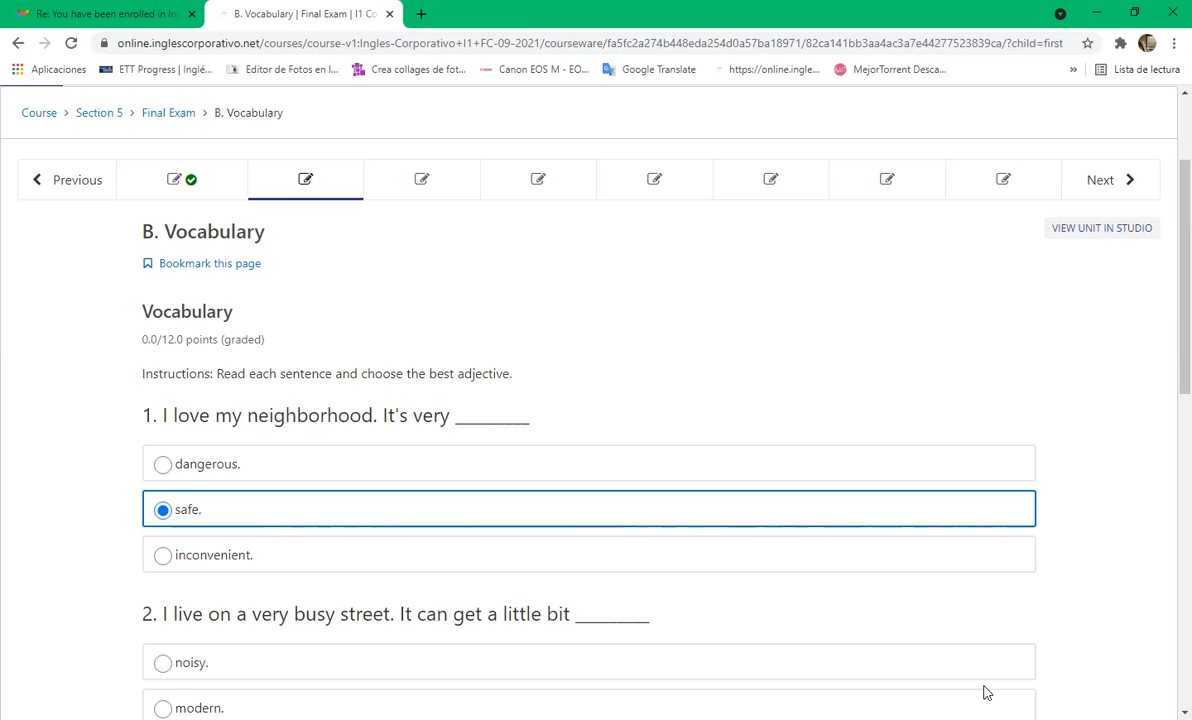 Re: You have been enrolled in In
B. Vocabulary | Final Exam | I1 Co
online.inglescorporativo.net/courses/course-v1:Ingles-Corporativo+I1+FC-09-2021/courseware/fa5fc2a274b448eda254d0a57ba18971/82ca141bb3aa4c3a7e44277523839ca/?child=first
Aplicaciones
ETT Progress | Inglé...
Editor de Fotos en l...
Crea collages de fot...
Canon EOS M - EO...
Google Translate
https://online.ingle...
MejorTorrent Desca...
»
Lista de lectura
Course > Section 5 > Final Exam > B. Vocabulary
Previous
Next
B. Vocabulary
VIEW UNIT IN STUDIO
Bookmark this page
Vocabulary
0.0/12.0 points (graded)
Instructions: Read each sentence and choose the best adjective.
1. I love my neighborhood. It's very _________
dangerous.
safe.
inconvenient.
2. I live on a very busy street. It can get a little bit _________
noisy.
modern.